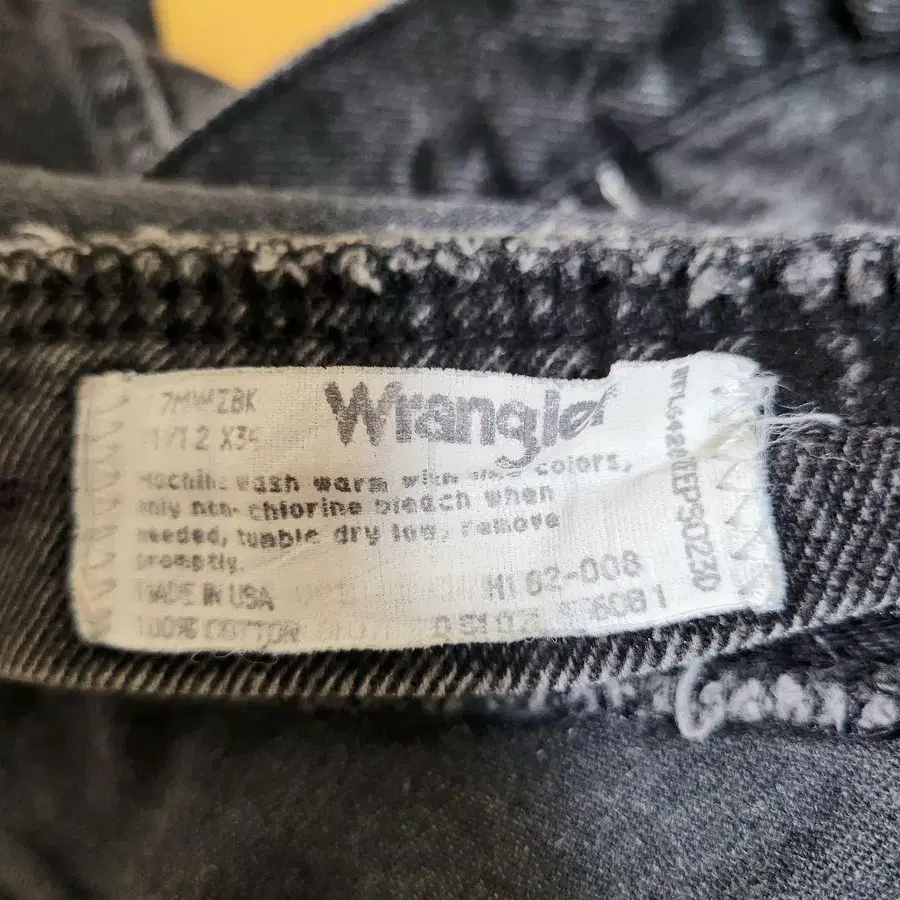 7MWZBK
Wrangler
Machine wash warm with like colors,
only non-chlorine bleach when
needed, tumble dry low, remove
promptly.
MADE IN USA H1 62-008
100% COTTON